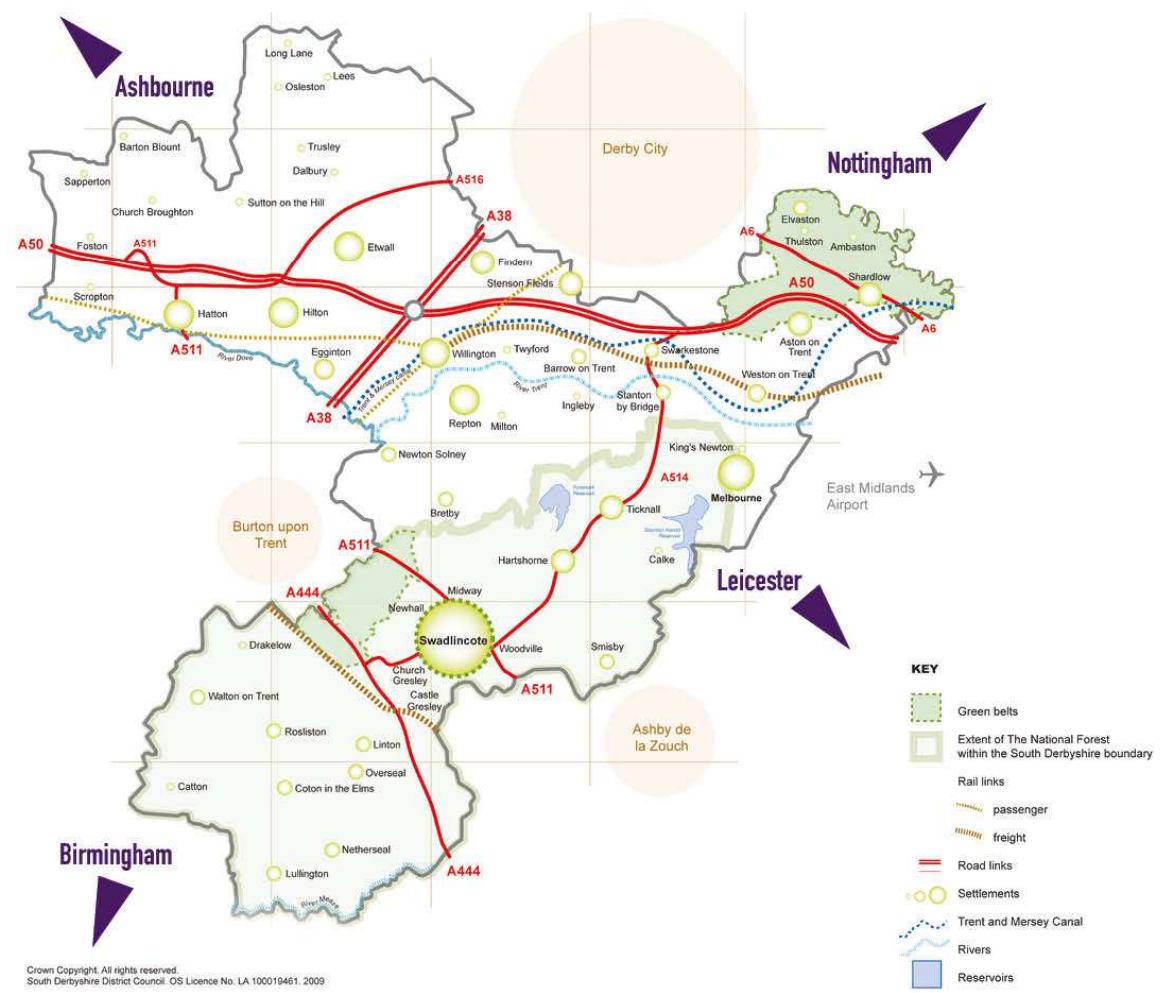 Long Lane
Lees
Osleston
Ashbourne
Barton Blount
Trusley
Derby City
Nottingham
Dalbury
Sapperton
A516
Church Broughton
Sutton on the Hill
A38
Elvaston
A6
Thulston
Ambaston
A50
Foston
A511
Etwall
Findern
Shardlow
Stenson Fields
A50
Scropton
Hatton
Hilton
A6
A511
River Dove
Egginton
Willington
Twyford
Swarkestone
Aston on
Trent
Barrow on Trent
Weston on Trent
Trent & Mersey Canal
River Trent
A38
Repton
Milton
Ingleby
Stanton
by Bridge
King's Newton
Newton Solney
A514
Melbourne
East Midlands
Airport
Bretby
Foremark
Reservoir
Ticknall
Burton upon
Trent
Staunton Harold
Reservoir
A511
Hartshorne
Calke
Leicester
A444
Midway
Newhall
Swadlincote
Drakelow
Woodville
Smisby
Church
Gresley
Castle
Gresley
A511
Walton on Trent
Rosliston
Linton
Ashby de
la Zouch
Overseal
Catton
Coton in the Elms
Birmingham
Netherseal
Lullington
A444
River Mease
KEY
Green belts
Extent of The National Forest
within the South Derbyshire boundary
Rail links
passenger
freight
Road links
Settlements
Trent and Mersey Canal
Rivers
Reservoirs
Crown Copyright. All rights reserved.
South Derbyshire District Council. OS Licence No. LA 100019461. 2009